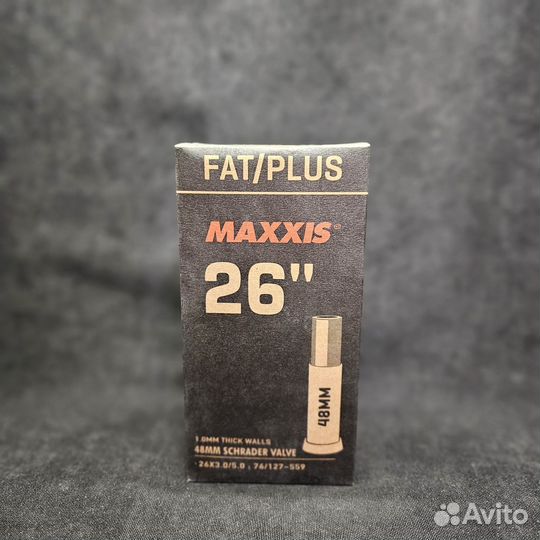 FAT/PLUS
MAXXIS
26"
48MM
1.0MM THICK WALLS
48MM SCHRADER VALVE
26X3.0/5.0 , 76/127-559
Avito